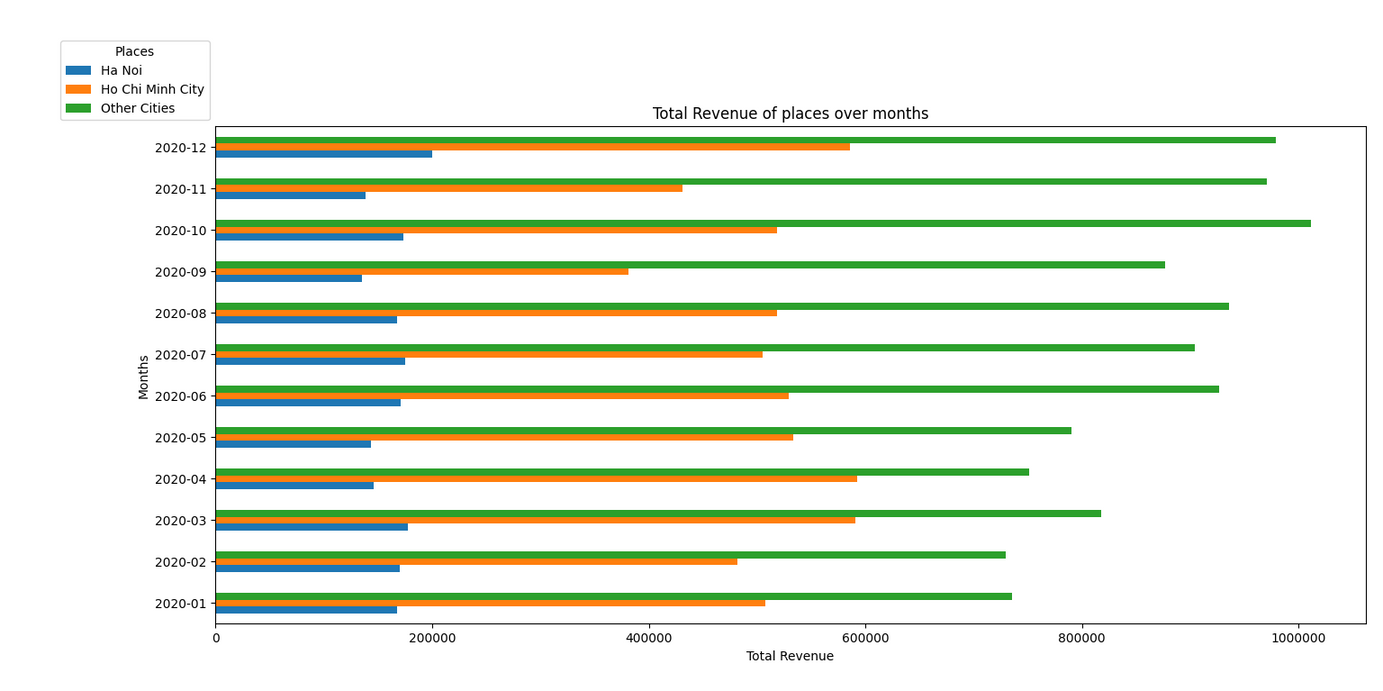 Places
Ha Noi
Ho Chi Minh City
Other Cities
Total Revenue of places over months
2020-12
2020-11
2020-10
2020-09
2020-08
2020-07
2020-06
2020-05
2020-04
2020-03
2020-02
2020-01
Months
0 200000 400000 600000 800000 1000000
Total Revenue